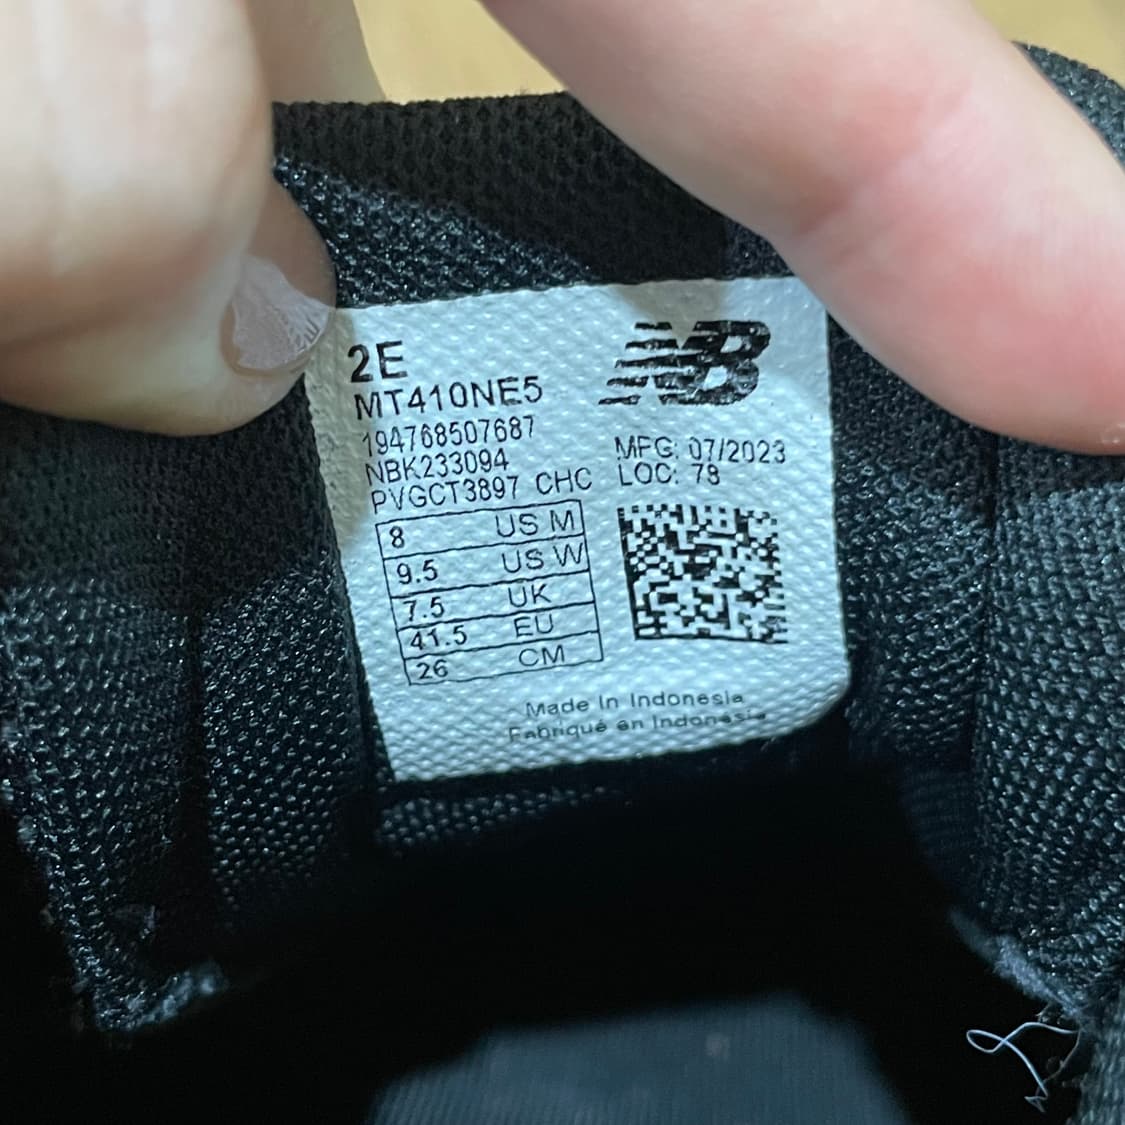 2E
MT410NE5
194768507687
NBK233094
PVGCT3897 CHC
8 US M
9.5 US W
7.5 UK
41.5 EU
26 CM
NB
MFG: 07/2023
LOC: 78
Made In Indonesia
Fabriqué en Indonesia